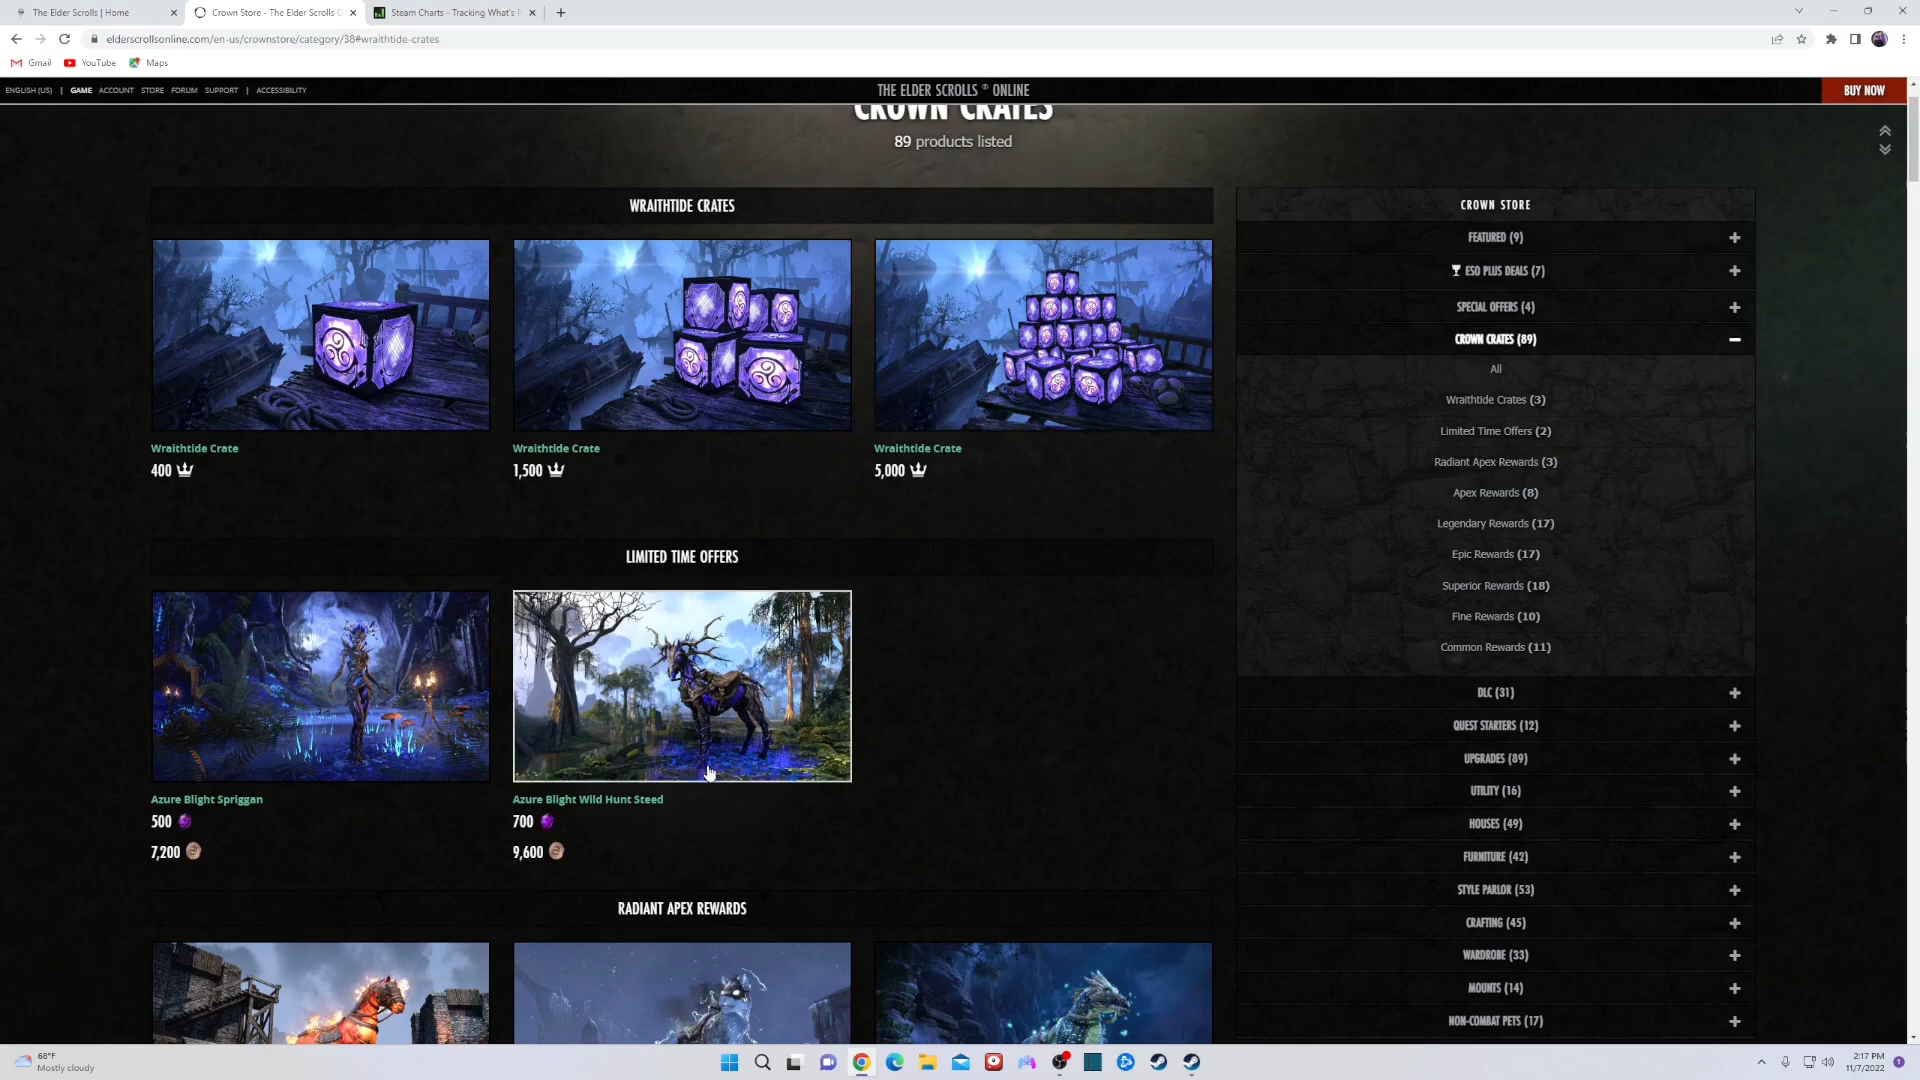 The Elder Scrolls | Home
Crown Store - The Elder Scrolls O
Steam Charts - Tracking What's P
elderscrollsonline.com/en-us/crownstore/category/38#wraithtide-crates
Gmail
YouTube
Maps
ENGLISH (US) | GAME ACCOUNT STORE FORUM SUPPORT | ACCESSIBILITY
THE ELDER SCROLLS ® ONLINE
BUY NOW
CROWN CRATES
89 products listed
WRAITHTIDE CRATES
Wraithtide Crate
400
Wraithtide Crate
1,500
Wraithtide Crate
5,000
LIMITED TIME OFFERS
Azure Blight Spriggan
500
7,200
Azure Blight Wild Hunt Steed
700
9,600
RADIANT APEX REWARDS
CROWN STORE
FEATURED (9)
ESO PLUS DEALS (7)
SPECIAL OFFERS (4)
CROWN CRATES (89)
All
Wraithtide Crates (3)
Limited Time Offers (2)
Radiant Apex Rewards (3)
Apex Rewards (8)
Legendary Rewards (17)
Epic Rewards (17)
Superior Rewards (18)
Fine Rewards (10)
Common Rewards (11)
DLC (31)
QUEST STARTERS (12)
UPGRADES (89)
UTILITY (16)
HOUSES (49)
FURNITURE (42)
STYLE PARLOR (53)
CRAFTING (45)
WARDROBE (33)
MOUNTS (14)
NON-COMBAT PETS (17)
68°F
Mostly cloudy
2:17 PM
11/7/2022
1